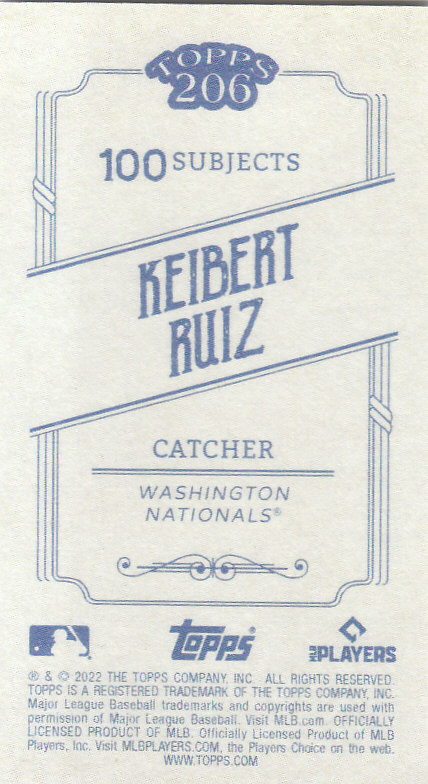 TOPPS
206
100 SUBJECTS
KEIBERT
RUIZ
CATCHER
WASHINGTON
NATIONALS®
topps® MLB PLAYERS
® & © 2022 THE TOPPS COMPANY, INC. ALL RIGHTS RESERVED.
TOPPS IS A REGISTERED TRADEMARK OF THE TOPPS COMPANY, INC.
Major League Baseball trademarks and copyrights are used with
permission of Major League Baseball. Visit MLB.com. OFFICIALLY
LICENSED PRODUCT OF MLB. Officially Licensed Product of MLB
Players, Inc. Visit MLBPLAYERS.COM, the Players Choice on the web.
WWW.TOPPS.COM